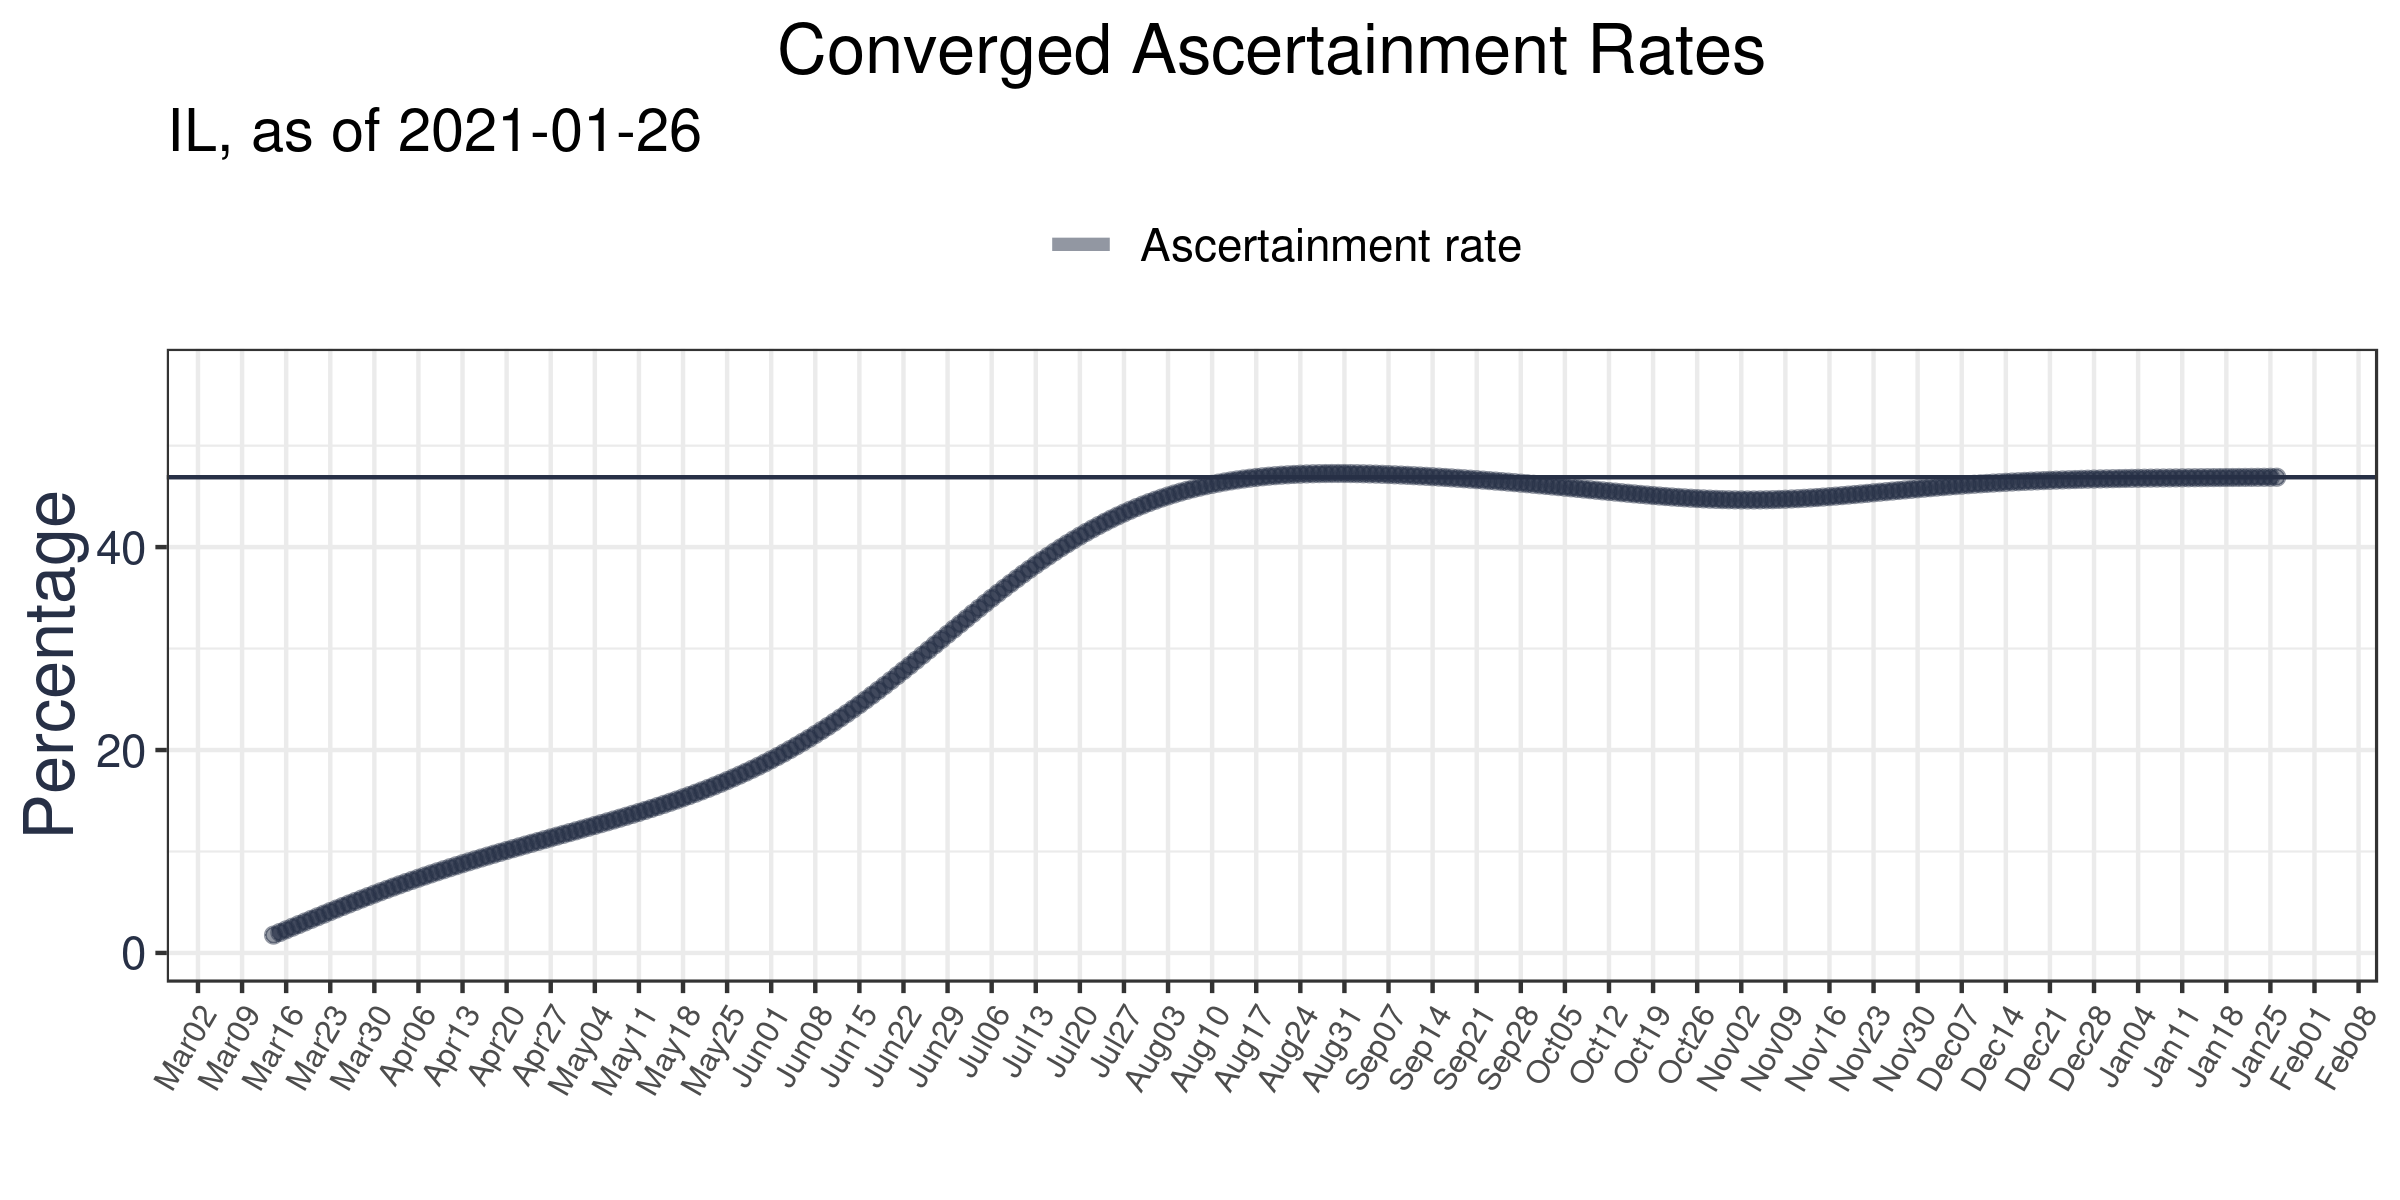 Converged Ascertainment Rates
IL, as of 2021-01-26
Ascertainment rate
Percentage
40
20
0
Mar02
Mar09
Mar16
Mar23
Mar30
Apr06
Apr13
Apr20
Apr27
May04
May11
May18
May25
Jun01
Jun08
Jun15
Jun22
Jun29
Jul06
Jul13
Jul20
Jul27
Aug03
Aug10
Aug17
Aug24
Aug31
Sep07
Sep14
Sep21
Sep28
Oct05
Oct12
Oct19
Oct26
Nov02
Nov09
Nov16
Nov23
Nov30
Dec07
Dec14
Dec21
Dec28
Jan04
Jan11
Jan18
Jan25
Feb01
Feb08